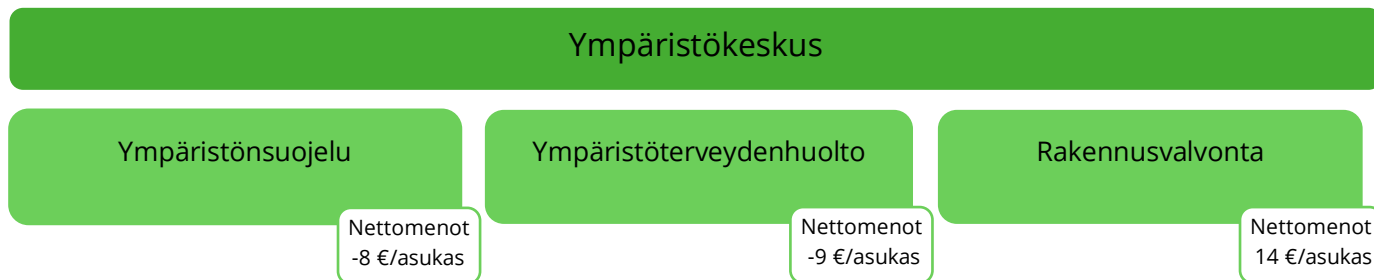 Ympäristökeskus
Ympäristönsuojelu
Ympäristöterveydenhuolto
Rakennusvalvonta
Nettomenot
-8 €/asukas
Nettomenot
-9 €/asukas
Nettomenot
14 €/asukas